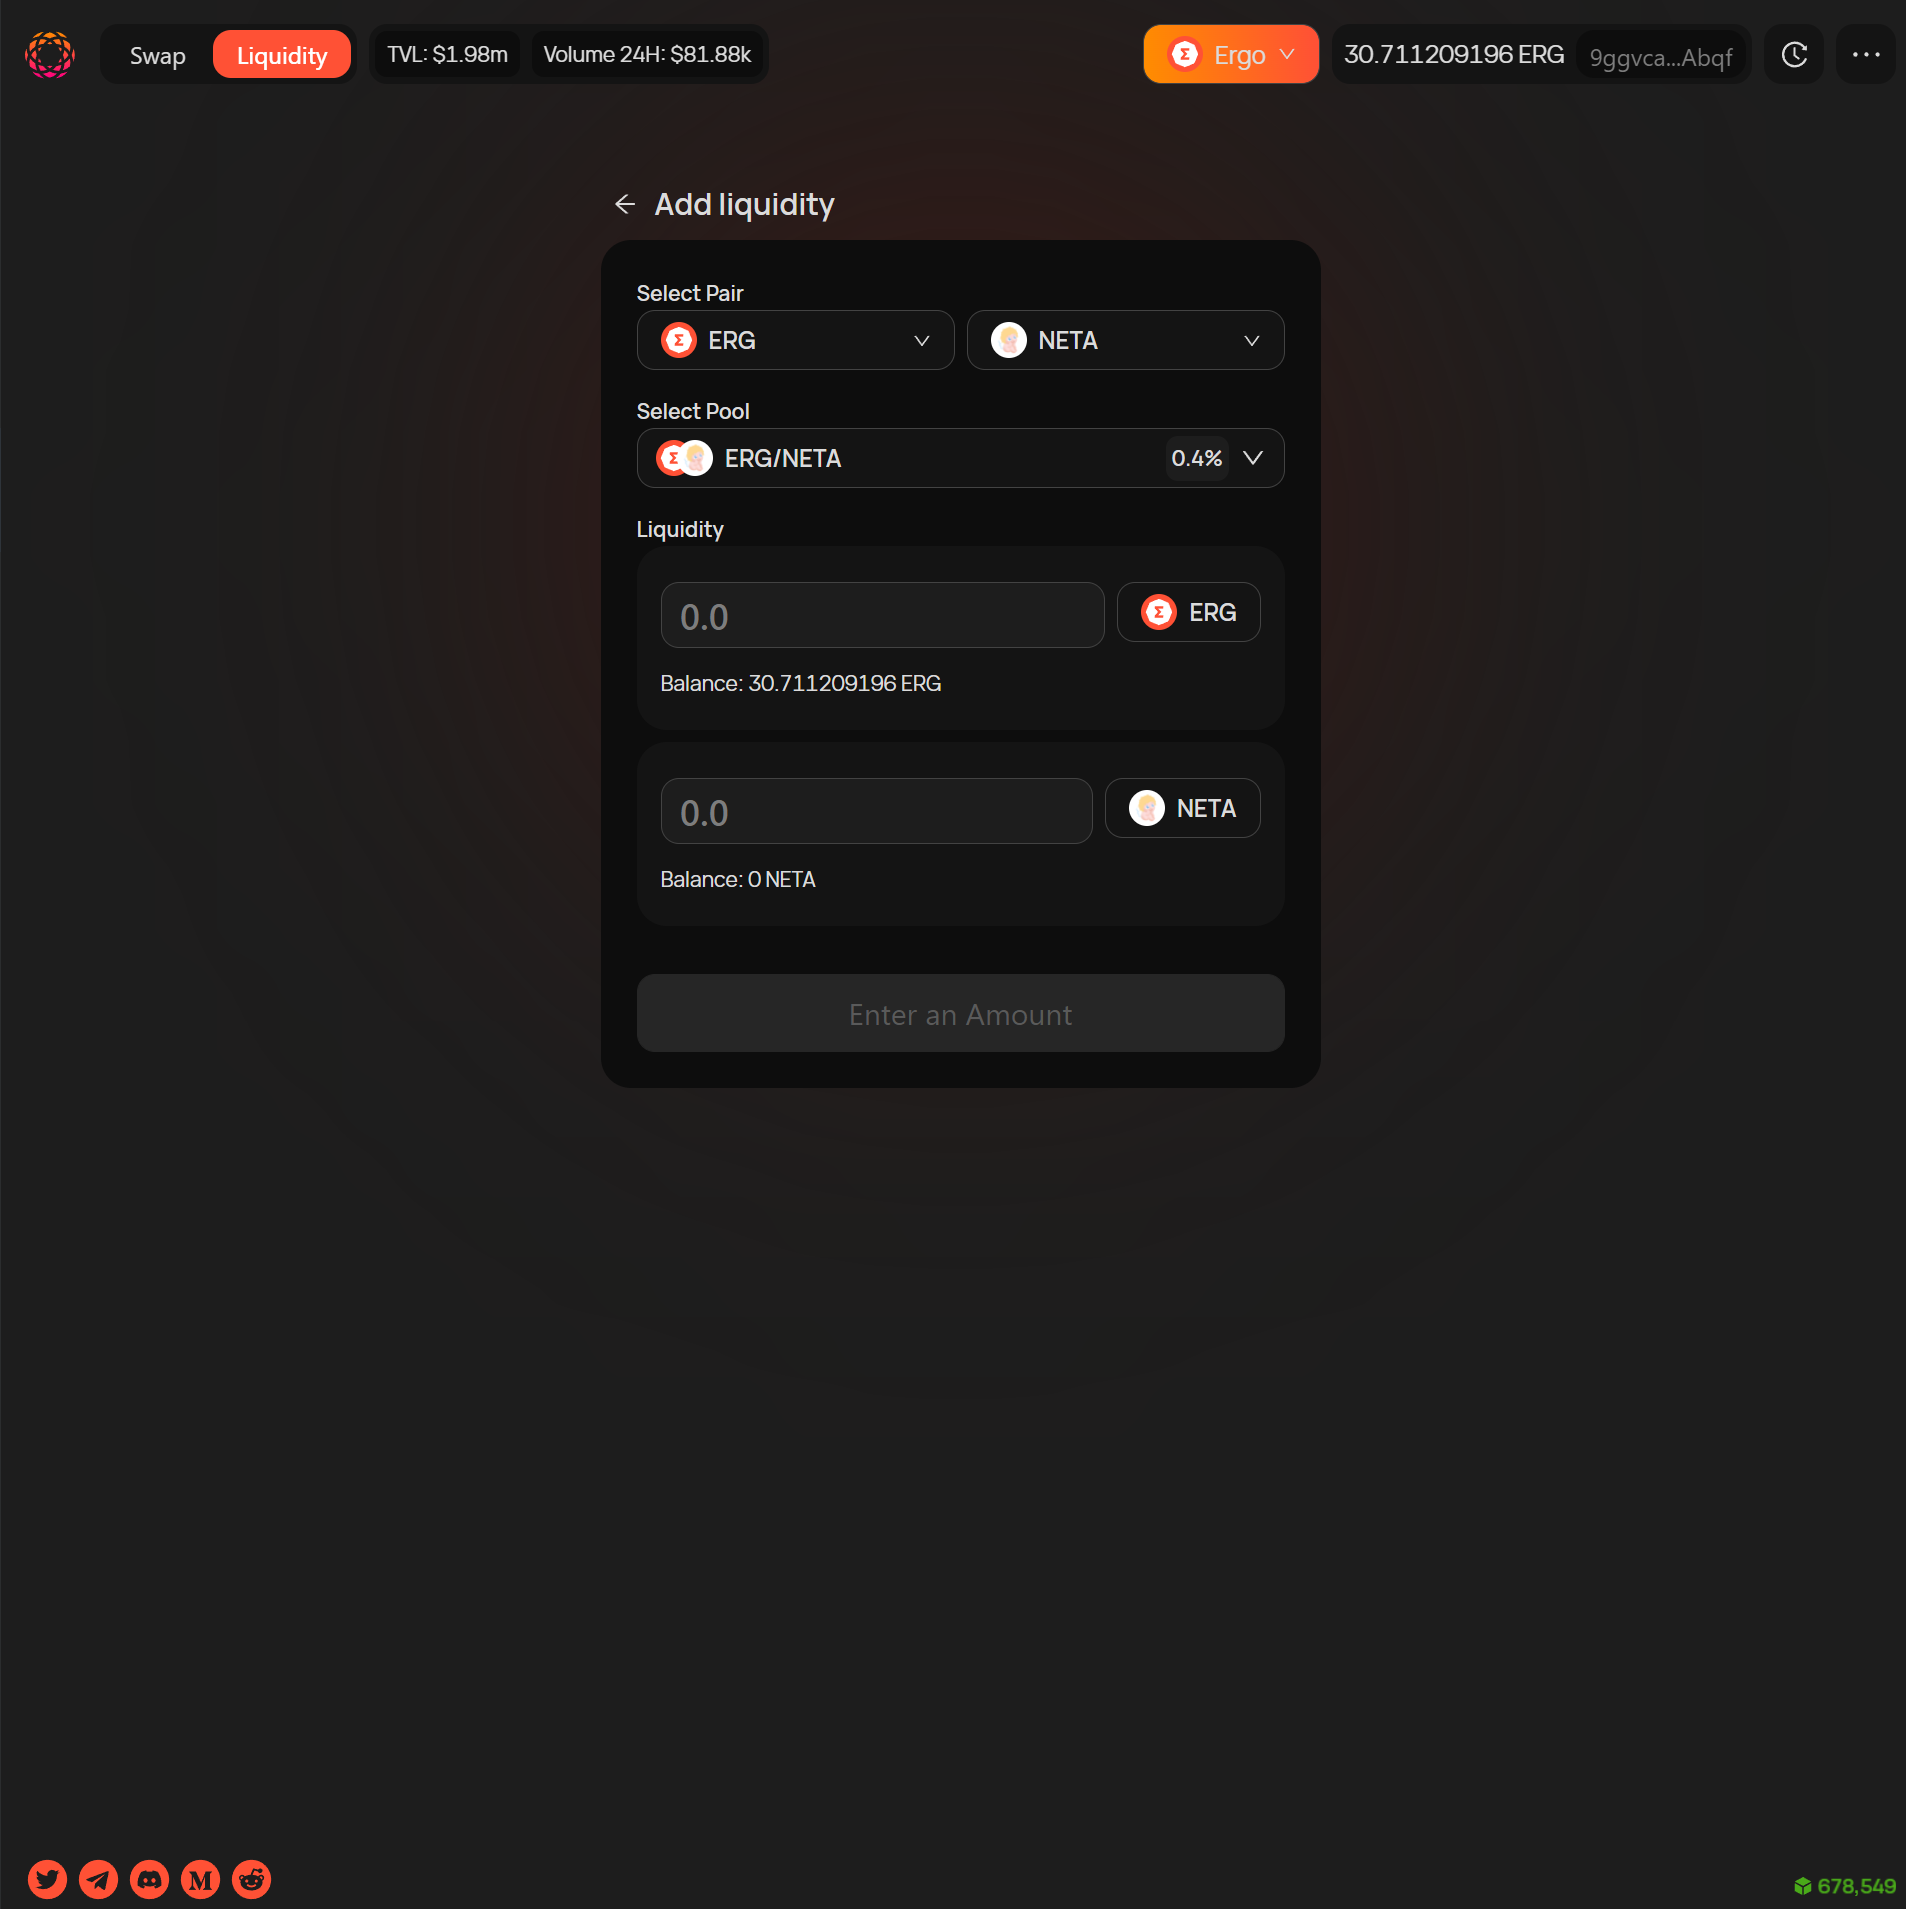 Swap
Liquidity
TVL: $1.98m
Volume 24H: $81.88k
Ergo
30.711209196 ERG
9ggvca...Abqf
Add liquidity
Select Pair
ERG
NETA
Select Pool
ERG/NETA
0.4%
Liquidity
0.0
ERG
Balance: 30.711209196 ERG
0.0
NETA
Balance: 0 NETA
Enter an Amount
678,549